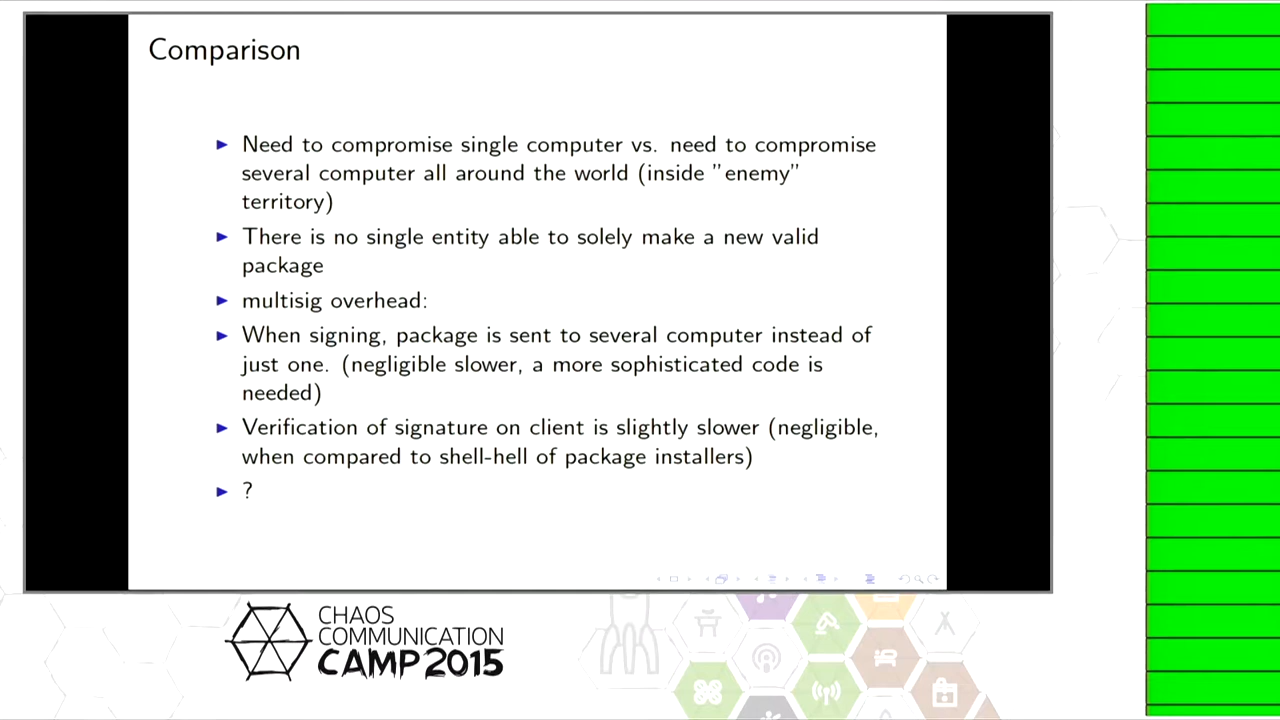 Comparison
Need to compromise single computer vs. need to compromise
several computer all around the world (inside ”enemy”
territory)
There is no single entity able to solely make a new valid
package
multisig overhead:
When signing, package is sent to several computer instead of
just one. (negligible slower, a more sophisticated code is
needed)
Verification of signature on client is slightly slower (negligible,
when compared to shell-hell of package installers)
?
CHAOS
COMMUNICATION
CAMP 2015